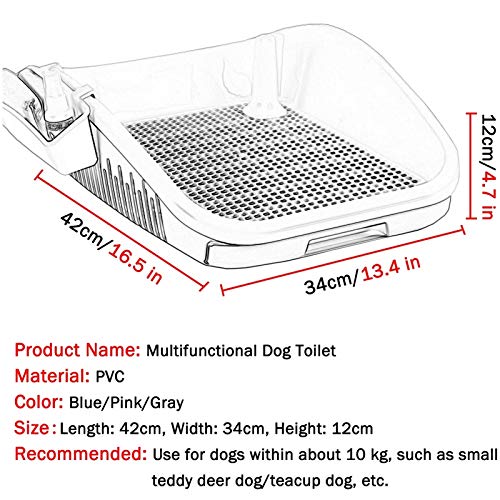 12cm/4.7 in
42cm/16.5 in
34cm/13.4 in
Product Name: Multifunctional Dog Toilet
Material: PVC
Color: Blue/Pink/Gray
Size : Length: 42cm, Width: 34cm, Height: 12cm
Recommended: Use for dogs within about 10 kg, such as small
teddy deer dog/teacup dog, etc.